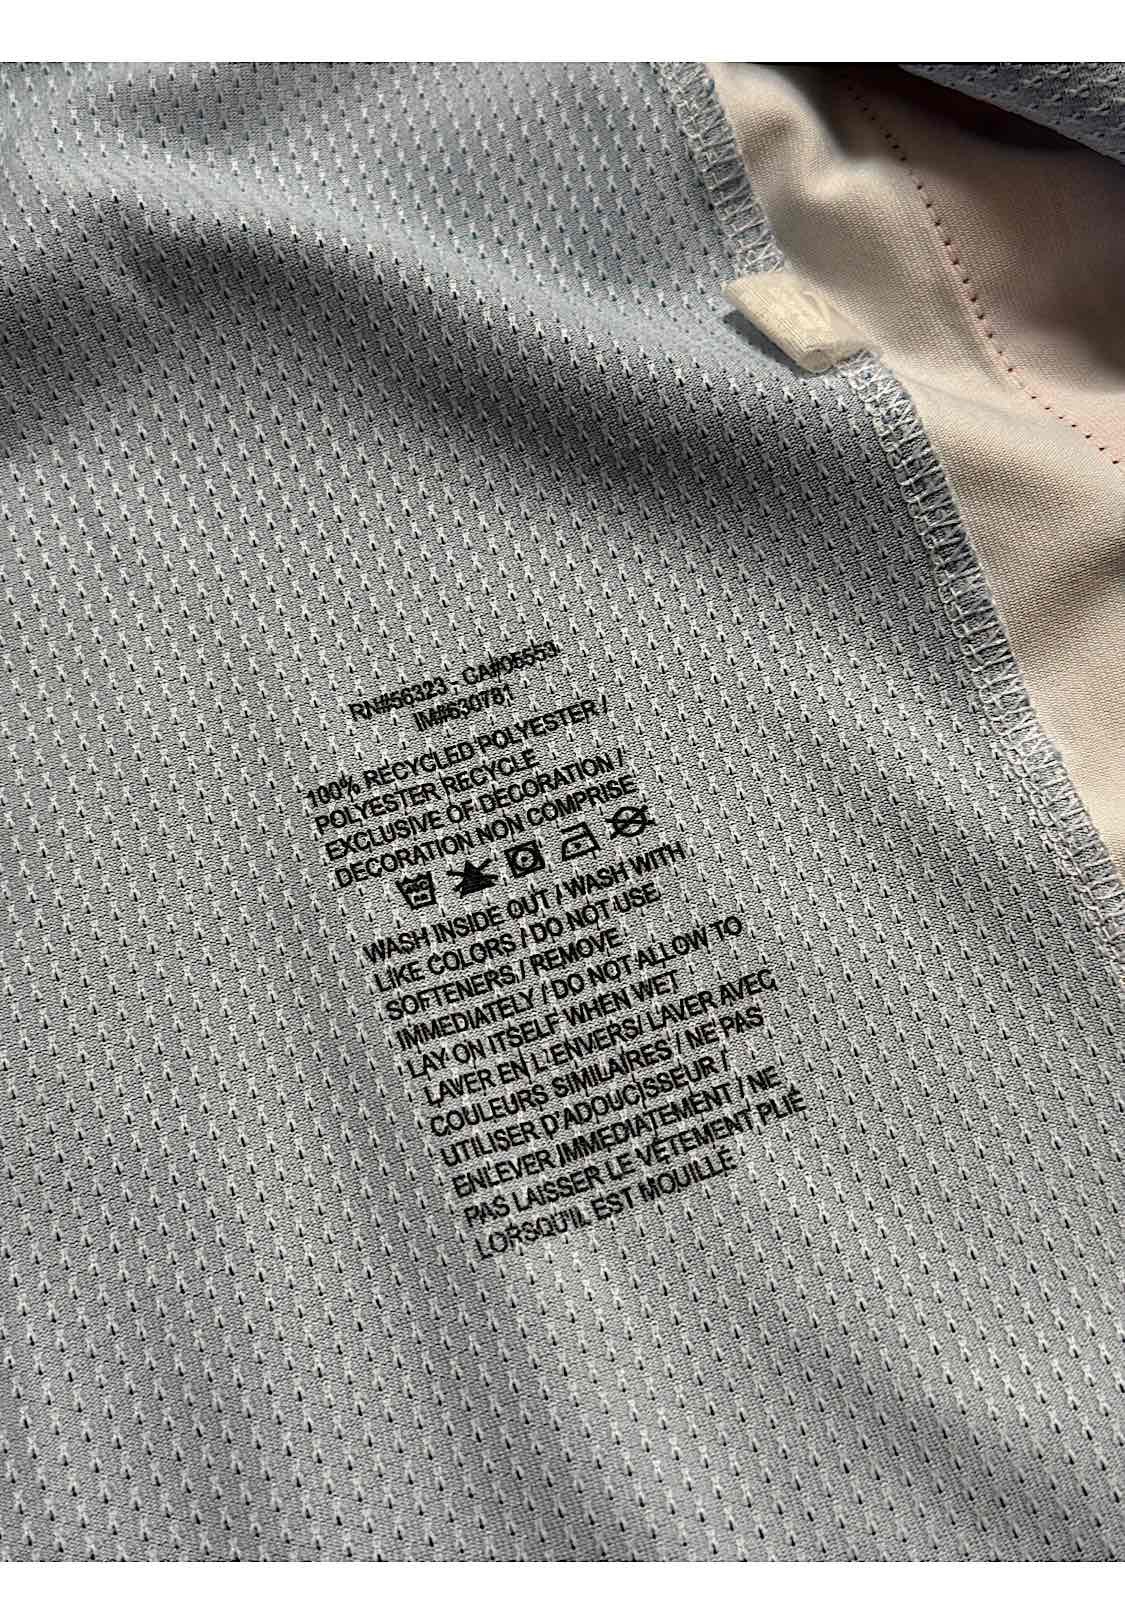 RN#56323 - CA#05553
IM#630781
100% RECYCLED POLYESTER /
POLYESTER RECYCLE
EXCLUSIVE OF DECORATION /
DECORATION NON COMPRISE
WASH INSIDE OUT / WASH WITH
LIKE COLORS / DO NOT USE
SOFTENERS / REMOVE
IMMEDIATELY / DO NOT ALLOW TO
LAY ON ITSELF WHEN WET
LAVER EN L'ENVERS/ LAVER AVEC
COULEURS SIMILAIRES / NE PAS
UTILISER D'ADOUCISSEUR /
ENLEVER IMMEDIATEMENT / NE
PAS LAISSER LE VÊTEMENT PLIÉ
LORSQU'IL EST MOUILLÉ